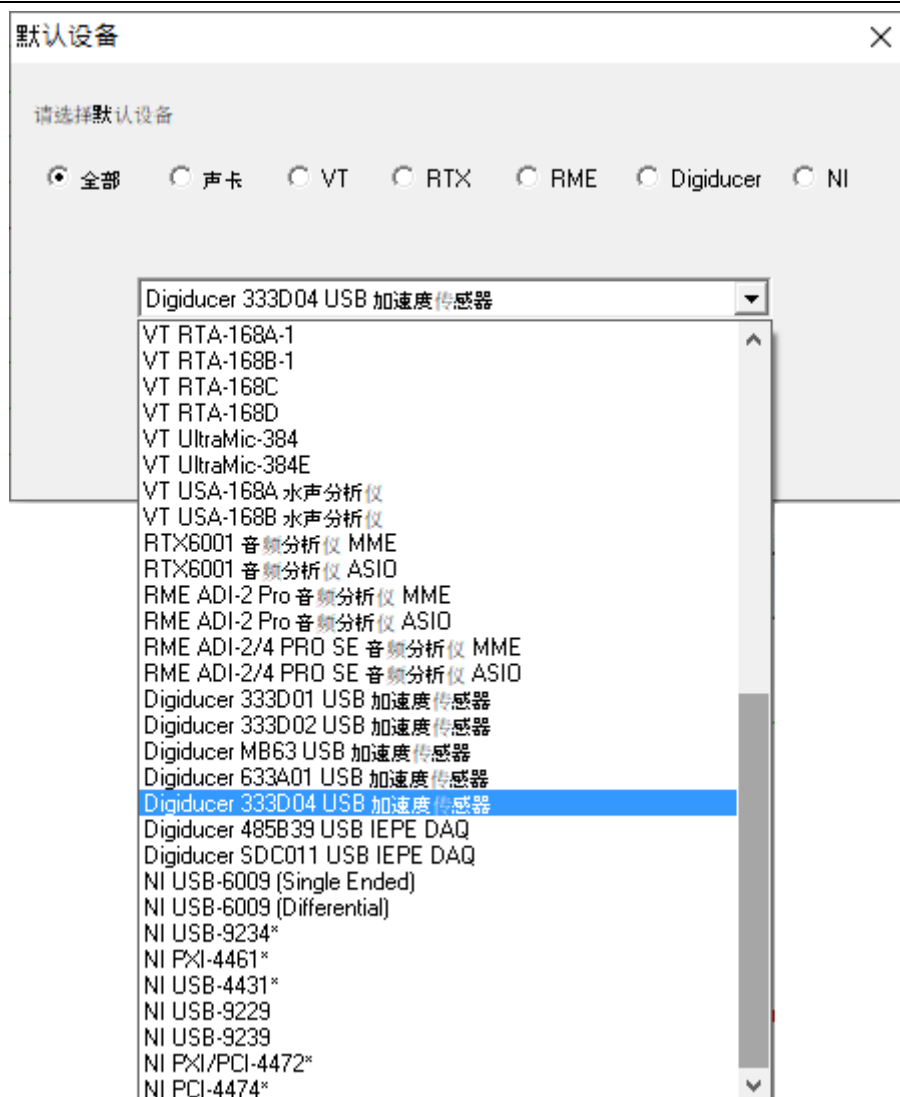 默认设备
请选择默认设备
全部 声卡 VT RTX RME Digiducer NI
Digiducer 333D04 USB 加速度传感器
VT RTA-168A-1
VT RTA-168B-1
VT RTA-168C
VT RTA-168D
VT UltraMic-384
VT UltraMic-384E
VT USA-168A 水声分析仪
VT USA-168B 水声分析仪
RTX6001 音频分析仪 MME
RTX6001 音频分析仪 ASIO
RME ADI-2 Pro 音频分析仪 MME
RME ADI-2 Pro 音频分析仪 ASIO
RME ADI-2/4 PRO SE 音频分析仪 MME
RME ADI-2/4 PRO SE 音频分析仪 ASIO
Digiducer 333D01 USB 加速度传感器
Digiducer 333D02 USB 加速度传感器
Digiducer MB63 USB 加速度传感器
Digiducer 633A01 USB 加速度传感器
Digiducer 333D04 USB 加速度传感器
Digiducer 485B39 USB IEPE DAQ
Digiducer SDC011 USB IEPE DAQ
NI USB-6009 (Single Ended)
NI USB-6009 (Differential)
NI USB-9234*
NI PXI-4461*
NI USB-4431*
NI USB-9229
NI USB-9239
NI PXI/PCI-4472*
NI PCI-4474*